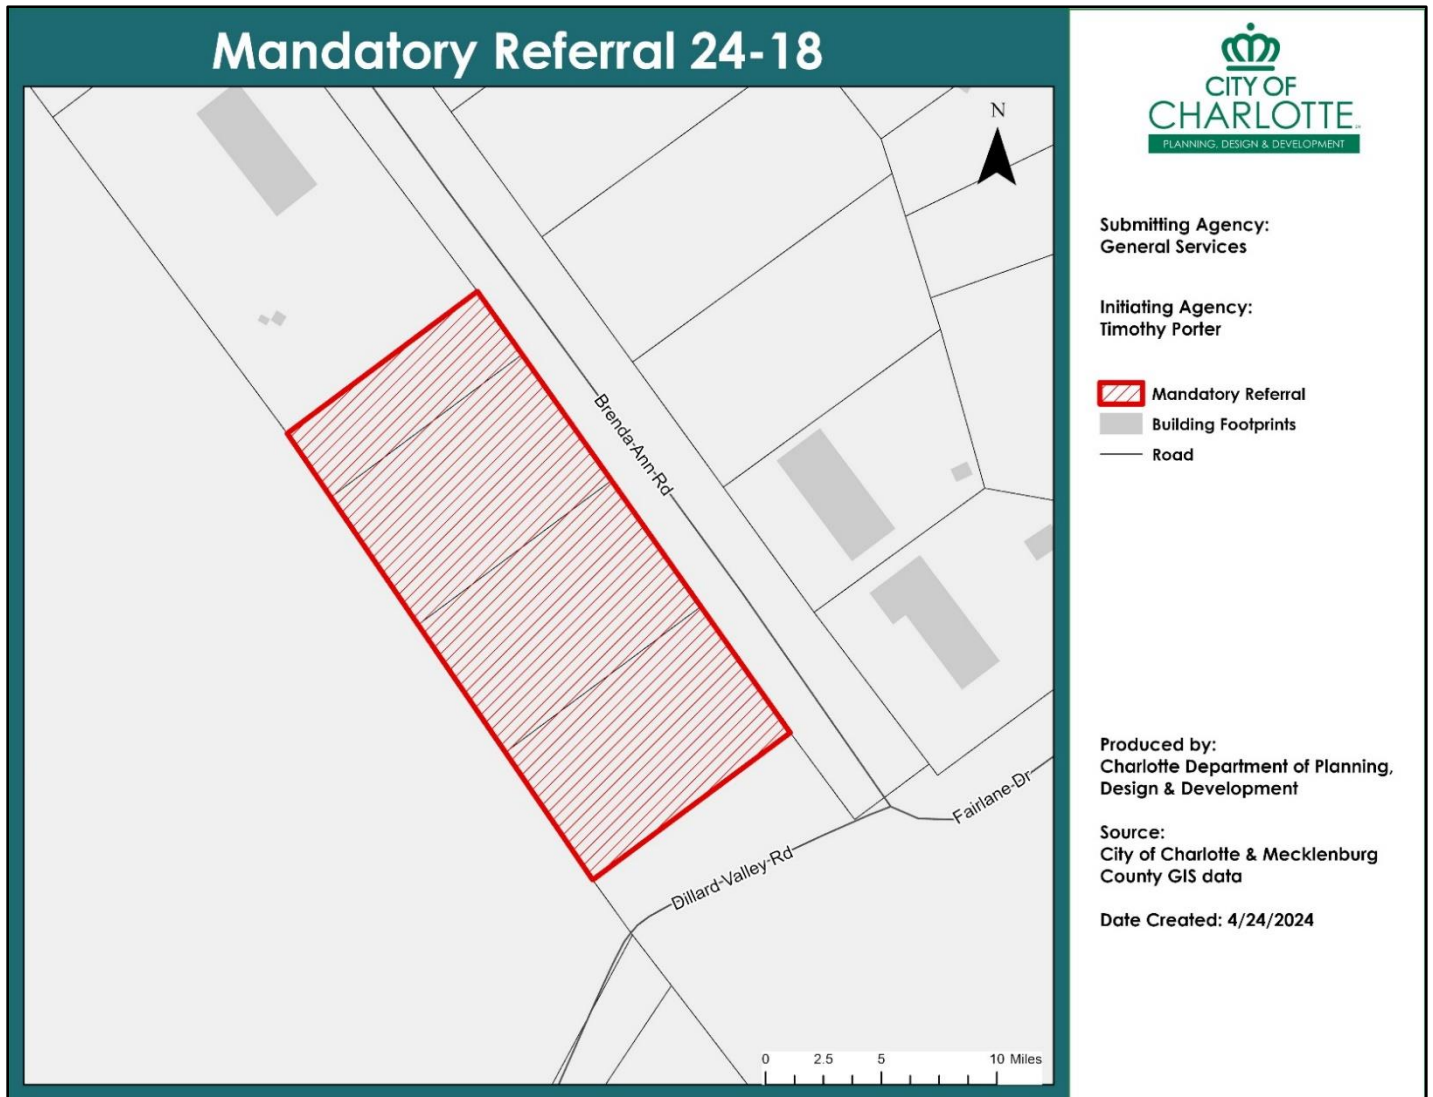 Mandatory Referral 24-18
N
Brenda-Ann-Rd
Fairlane-Dr
Dillard-Valley-Rd
0 2.5 5 10 Miles
CITY OF
CHARLOTTE
PLANNING, DESIGN & DEVELOPMENT
Submitting Agency:
General Services
Initiating Agency:
Timothy Porter
Mandatory Referral
Building Footprints
Road
Produced by:
Charlotte Department of Planning,
Design & Development
Source:
City of Charlotte & Mecklenburg
County GIS data
Date Created: 4/24/2024